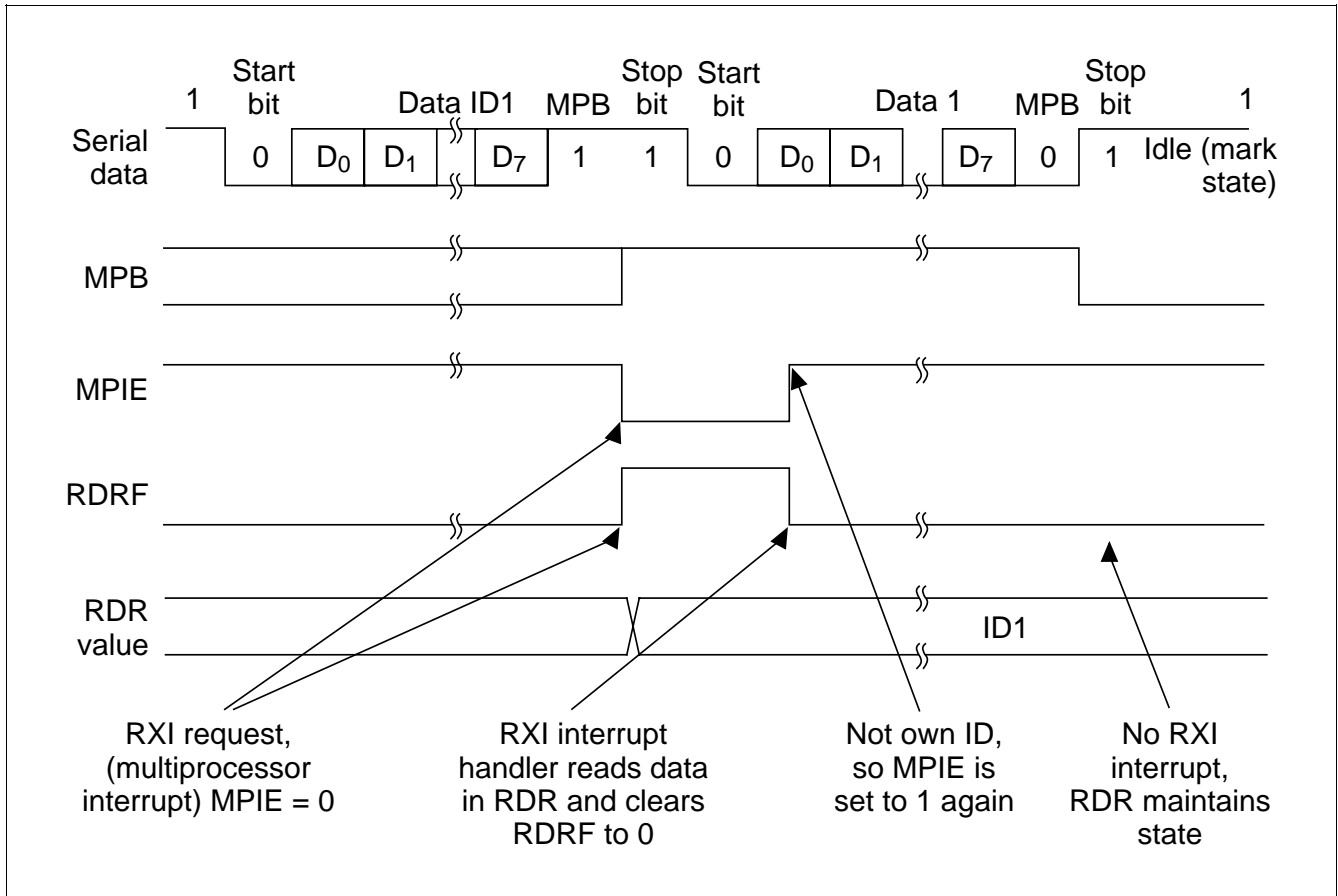 1 Start bit Data ID1 MPB Stop bit Start bit Data 1 MPB Stop bit 1
Serial data 0 D0 D1 D7 1 1 0 D0 D1 D7 0 1 Idle (mark state)
MPB
MPIE
RDRF
RDR value ID1
RXI request,
(multiprocessor
interrupt) MPIE = 0
RXI interrupt
handler reads data
in RDR and clears
RDRF to 0
Not own ID,
so MPIE is
set to 1 again
No RXI
interrupt,
RDR maintains
state